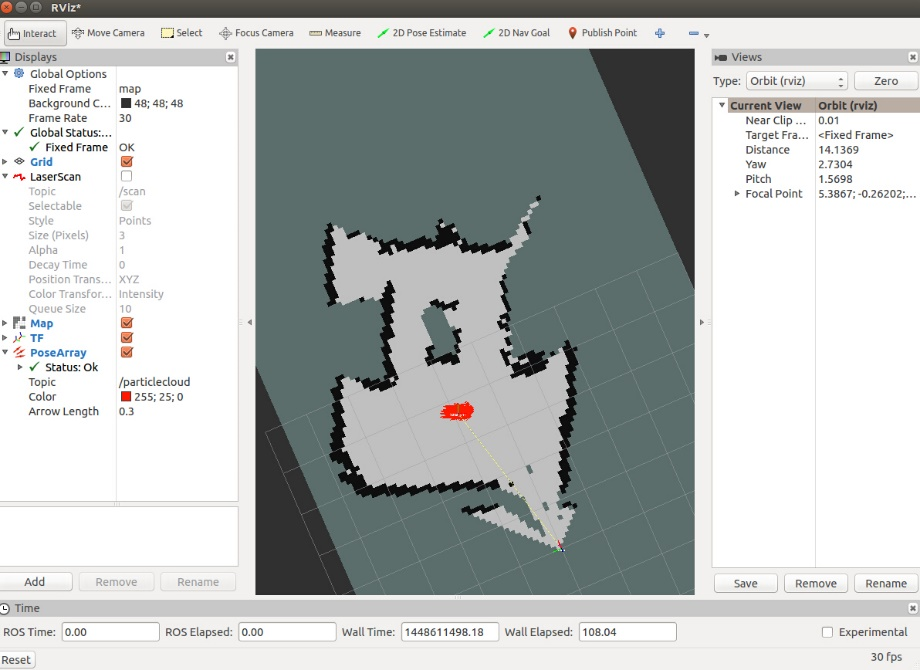 RViz*
Interact Move Camera Select Focus Camera Measure 2D Pose Estimate 2D Nav Goal Publish Point
Displays
Global Options
Fixed Frame map
Background C... 48; 48; 48
Frame Rate 30
Global Status:...
Fixed Frame OK
Grid
LaserScan
Topic /scan
Selectable
Style Points
Size (Pixels) 3
Alpha 1
Decay Time 0
Position Trans... XYZ
Color Transfor... Intensity
Queue Size 10
Map
TF
PoseArray
Status: Ok
Topic /particlecloud
Color 255; 25; 0
Arrow Length 0.3
Add Remove Rename
Views
Type: Orbit (rviz) Zero
Current View Orbit (rviz)
Near Clip ... 0.01
Target Fra... <Fixed Frame>
Distance 14.1369
Yaw 2.7304
Pitch 1.5698
Focal Point 5.3867; -0.26202;...
Save Remove Rename
Time
ROS Time: 0.00 ROS Elapsed: 0.00 Wall Time: 1448611498.18 Wall Elapsed: 108.04 Experimental
Reset 30 fps